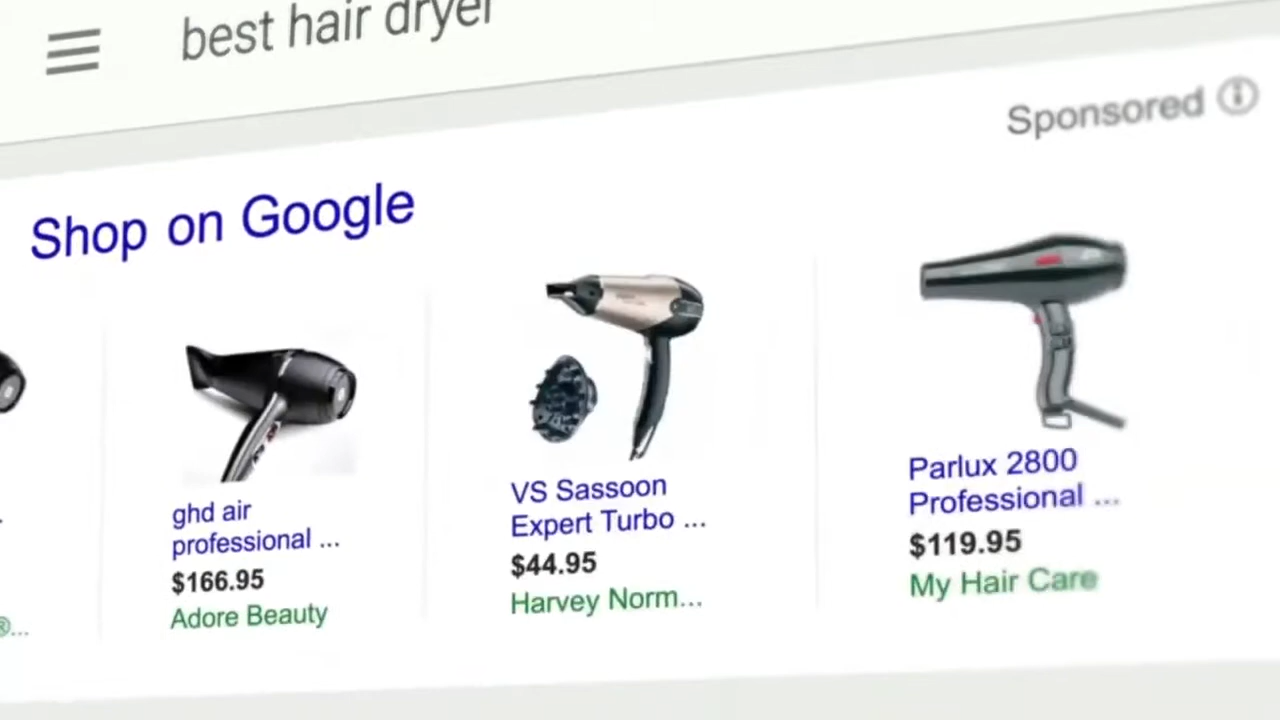 best hair dryer
Sponsored
Shop on Google
ghd air
professional ...
$166.95
Adore Beauty
VS Sassoon
Expert Turbo ...
$44.95
Harvey Norm...
Parlux 2800
Professional ...
$119.95
My Hair Care
®...